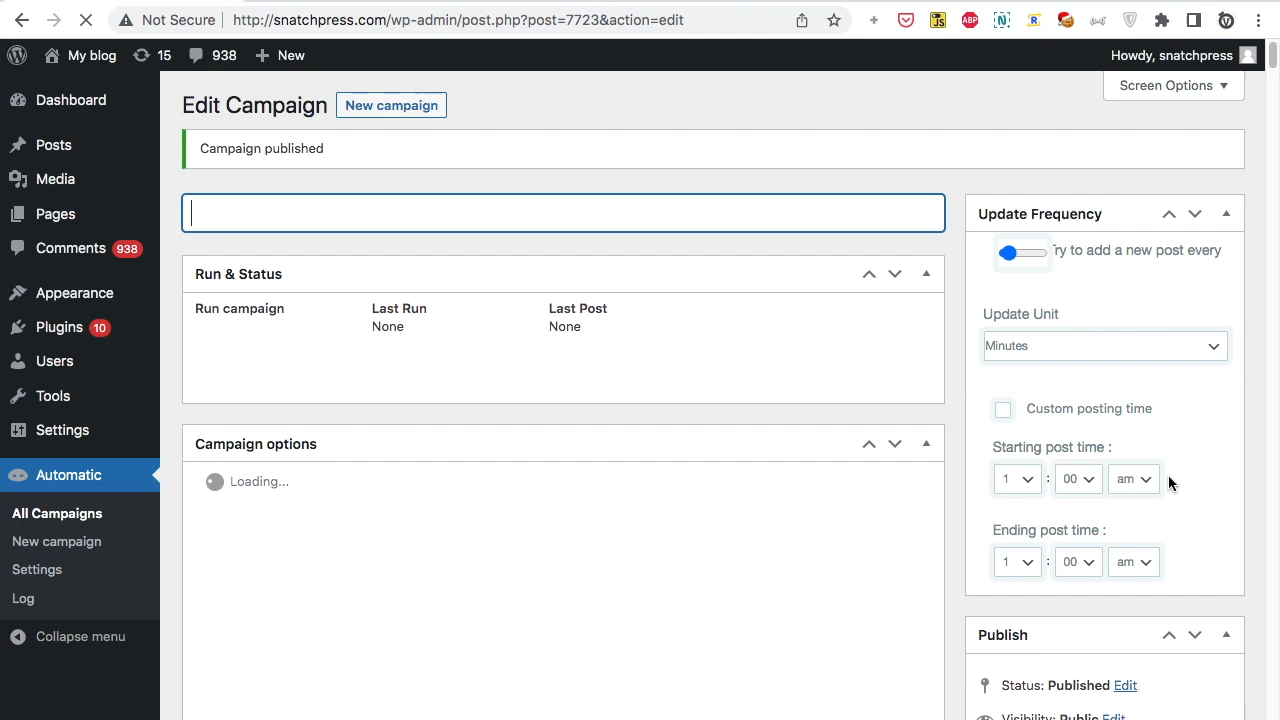 Not Secure http://snatchpress.com/wp-admin/post.php?post=7723&action=edit
JS ABP N R
My blog 15 938 New
Howdy, snatchpress
Screen Options
Dashboard
Posts
Media
Pages
Comments 938
Appearance
Plugins 10
Users
Tools
Settings
Automatic
All Campaigns
New campaign
Settings
Log
Collapse menu
Edit Campaign New campaign
Campaign published
Run & Status
Run campaign Last Run Last Post
None None
Campaign options
Loading...
Update Frequency
Try to add a new post every
Update Unit
Minutes
Custom posting time
Starting post time :
1 : 00 am
Ending post time :
1 : 00 am
Publish
Status: Published Edit
Visibility: Public Edit